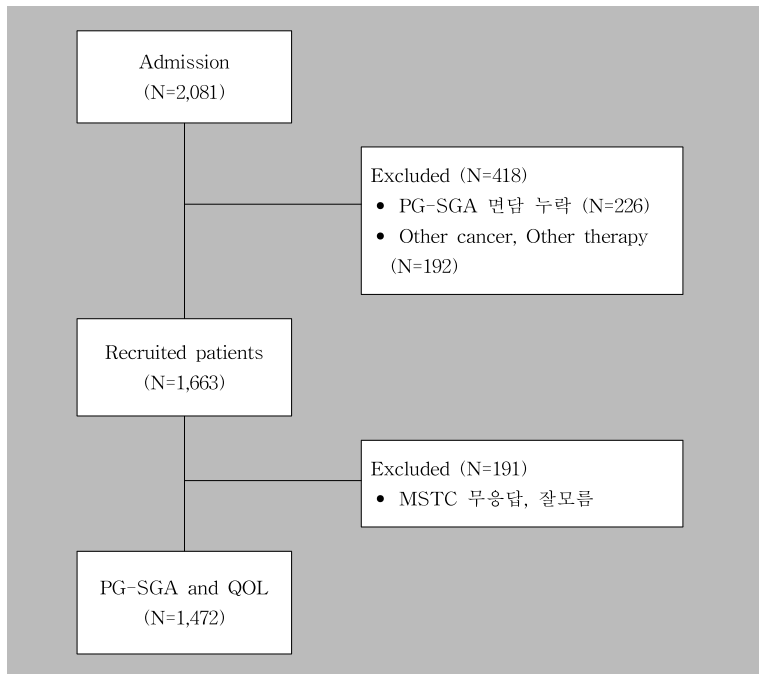 Admission
(N=2,081)
Excluded (N=418)
• PG-SGA 면담 누락 (N=226)
• Other cancer, Other therapy
(N=192)
Recruited patients
(N=1,663)
Excluded (N=191)
• MSTC 무응답, 잘모름
PG-SGA and QOL
(N=1,472)